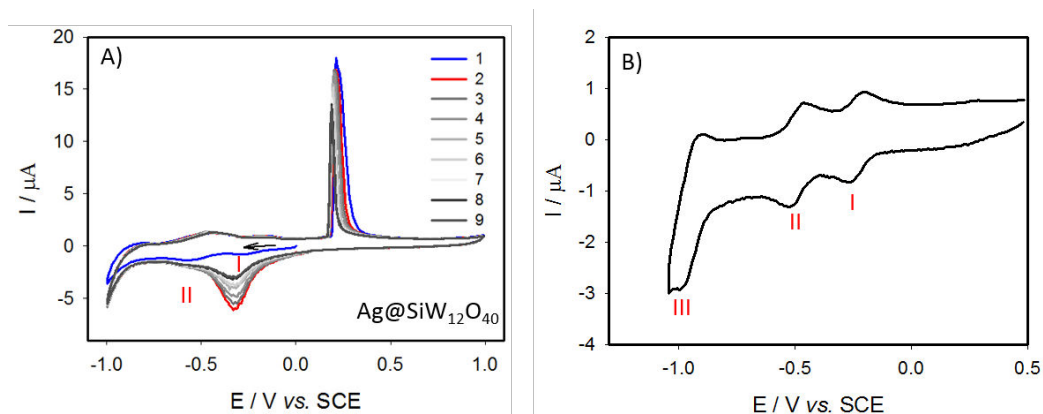 A)
20
15
10
5
0
-5
I / μA
1
2
3
4
5
6
7
8
9
I
II
Ag@SiW₁₂O₄₀
-1.0 -0.5 0.0 0.5 1.0
E / V vs. SCE
B)
2
1
0
-1
-2
-3
-4
I / μA
I
II
III
-1.0 -0.5 0.0 0.5
E / V vs. SCE